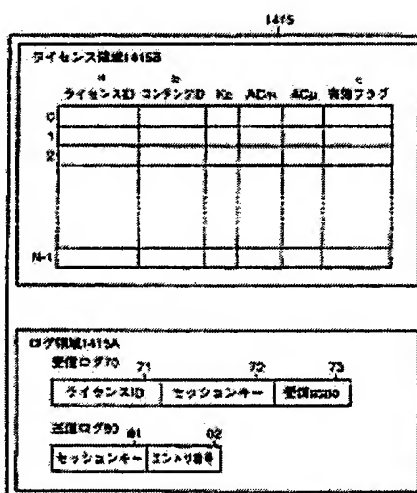 1415
ライセンス領域1415B
ライセンスID コンテンツID Kc ACm ACp 有効フラグ
0
1
2
N-1
ログ領域1415A
受信ログ70 71 72 73
ライセンスID セッションキー
送信ログ80 81 82
セッションキー エントリ番号